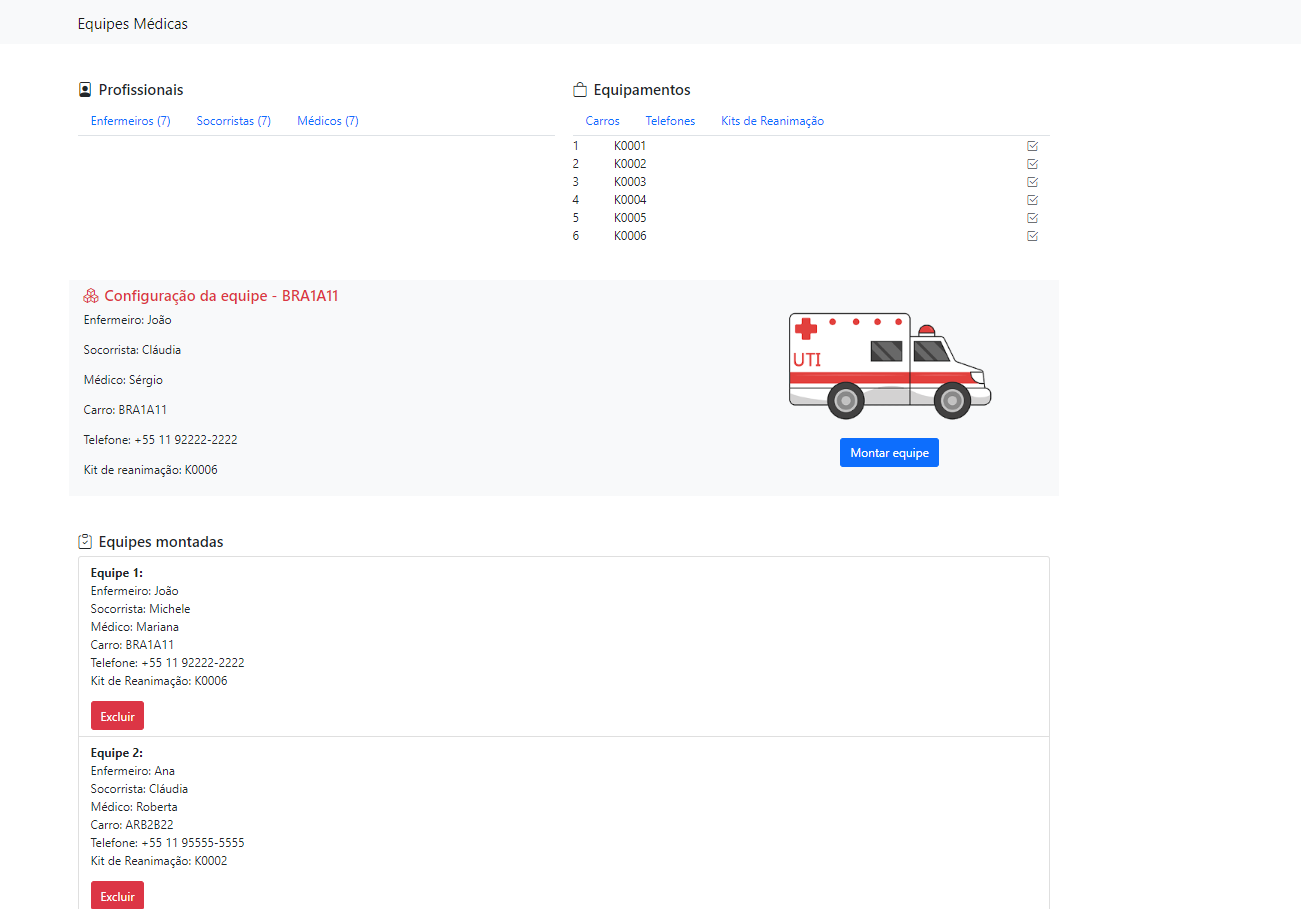 Equipes Médicas
Profissionais
Enfermeiros (7) Socorristas (7) Médicos (7)
Equipamentos
Carros Telefones Kits de Reanimação
1 K0001
2 K0002
3 K0003
4 K0004
5 K0005
6 K0006
Configuração da equipe - BRA1A11
Enfermeiro: João
Socorrista: Cláudia
Médico: Sérgio
Carro: BRA1A11
Telefone: +55 11 92222-2222
Kit de reanimação: K0006
UTI
Montar equipe
Equipes montadas
Equipe 1:
Enfermeiro: João
Socorrista: Michele
Médico: Mariana
Carro: BRA1A11
Telefone: +55 11 92222-2222
Kit de Reanimação: K0006
Excluir
Equipe 2:
Enfermeiro: Ana
Socorrista: Cláudia
Médico: Roberta
Carro: ARB2B22
Telefone: +55 11 95555-5555
Kit de Reanimação: K0002
Excluir